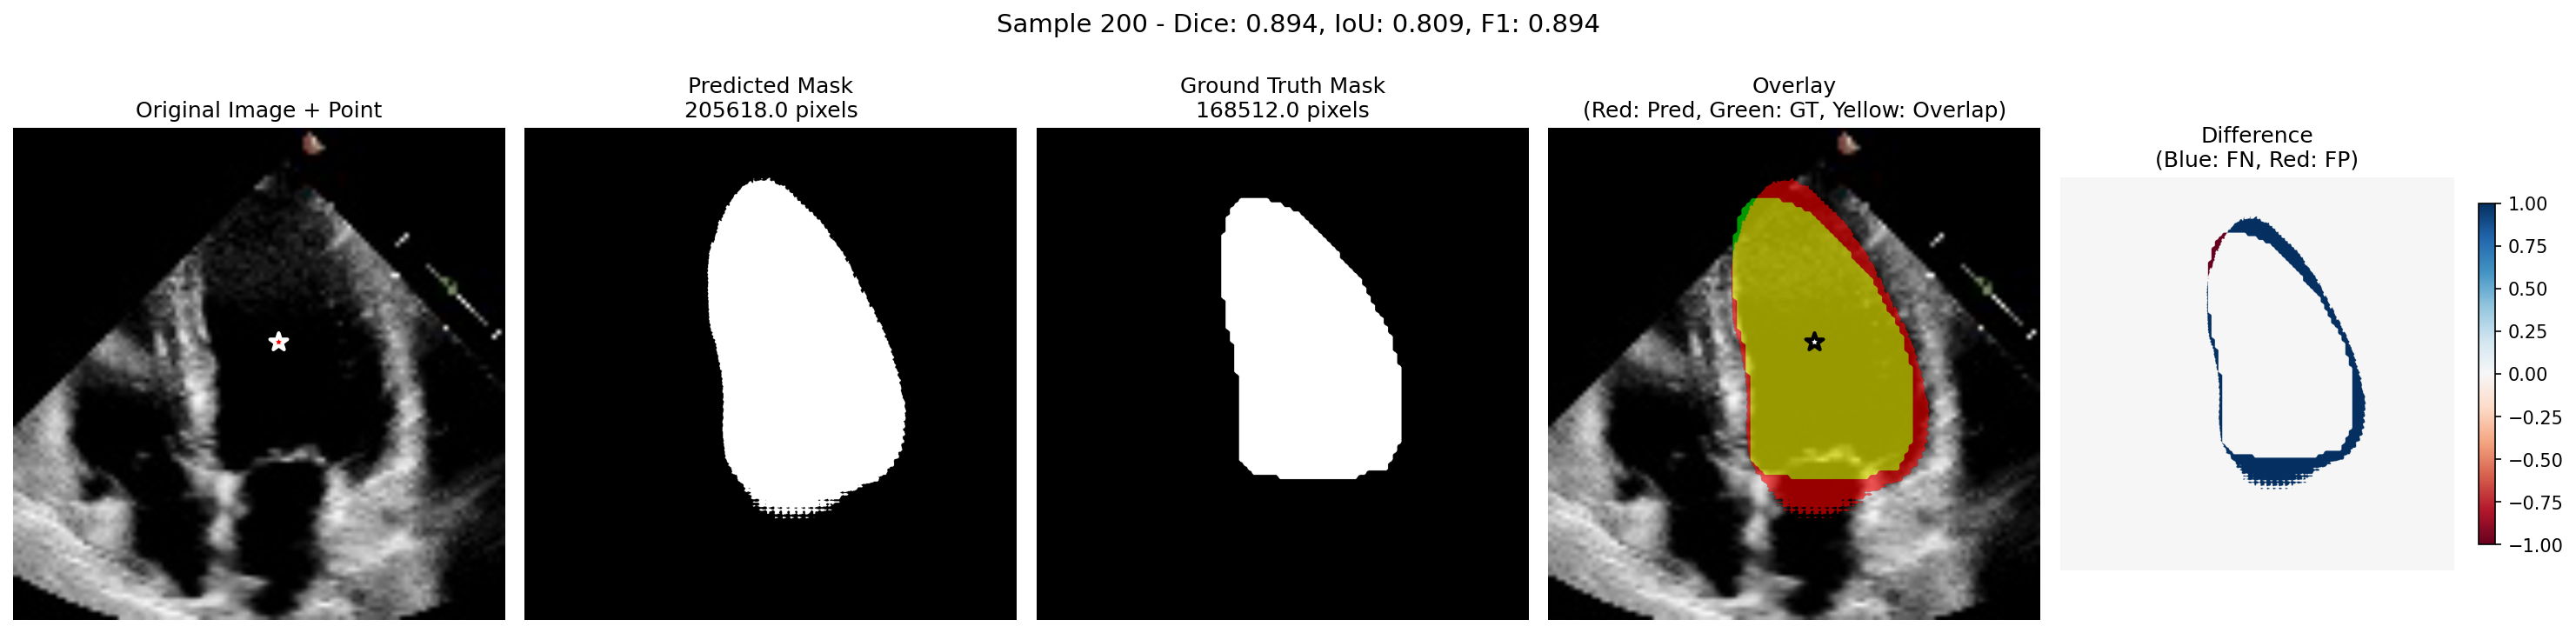 Sample 200 - Dice: 0.894, IoU: 0.809, F1: 0.894
Original Image + Point
Predicted Mask
205618.0 pixels
Ground Truth Mask
168512.0 pixels
Overlay
(Red: Pred, Green: GT, Yellow: Overlap)
Difference
(Blue: FN, Red: FP)
1.00
0.75
0.50
0.25
0.00
−0.25
−0.50
−0.75
−1.00